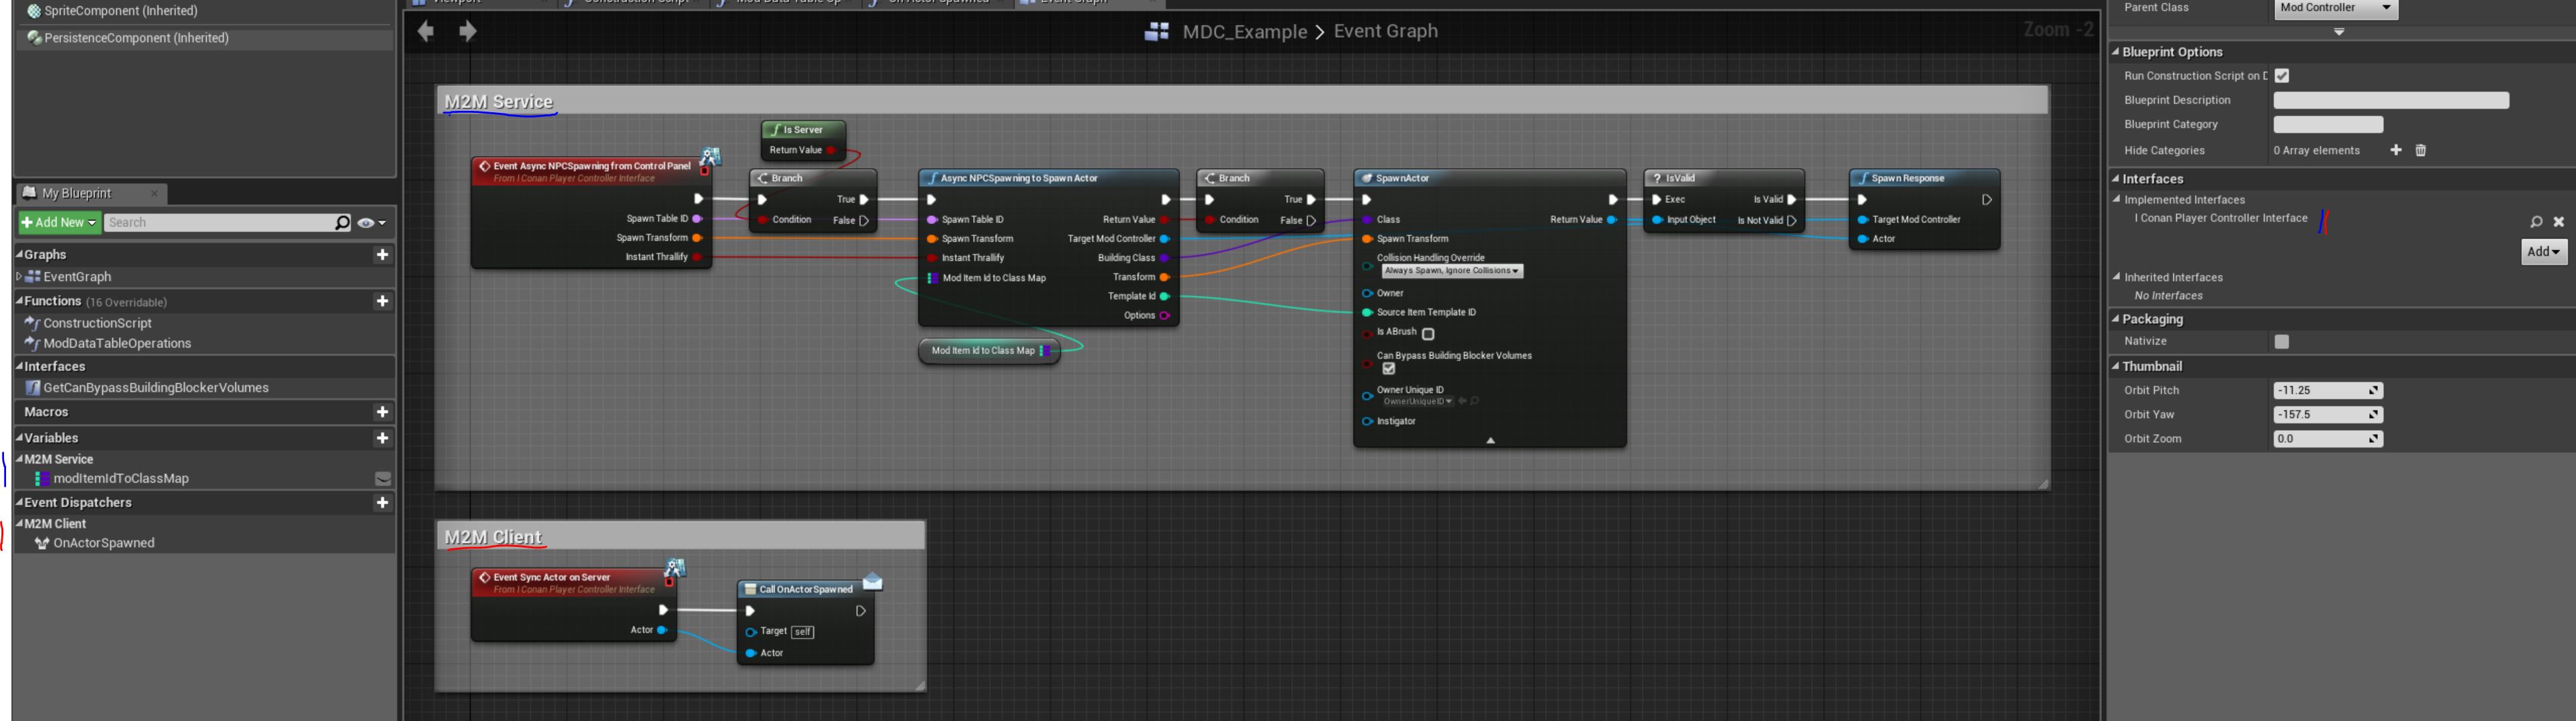 SpriteComponent (Inherited)
PersistenceComponent (Inherited)
My Blueprint
Add New
Search
Graphs
EventGraph
Functions (16 Overridable)
ConstructionScript
ModDataTableOperations
Interfaces
GetCanBypassBuildingBlockerVolumes
Macros
Variables
M2M Service
modItemIdToClassMap
Event Dispatchers
M2M Client
OnActorSpawned
MDC_Example > Event Graph
Zoom -2
M2M Service
Is Server
Return Value
Event Async NPCSpawning from Control Panel
From I Conan Player Controller Interface
Spawn Table ID
Spawn Transform
Instant Thrallify
Branch
True
Condition
False
Async NPCSpawning to Spawn Actor
Spawn Table ID
Return Value
Spawn Transform
Target Mod Controller
Instant Thrallify
Building Class
Mod Item Id to Class Map
Transform
Template Id
Options
Mod Item Id to Class Map
Branch
True
Condition
False
SpawnActor
Class
Return Value
Spawn Transform
Collision Handling Override
Always Spawn, Ignore Collisions
Owner
Source Item Template ID
Is ABrush
Can Bypass Building Blocker Volumes
Owner Unique ID
OwnerUniqueID
Instigator
? IsValid
Exec
Is Valid
Input Object
Is Not Valid
Spawn Response
Target Mod Controller
Actor
M2M Client
Event Sync Actor on Server
From I Conan Player Controller Interface
Actor
Call OnActorSpawned
Target self
Actor
Parent Class
Mod Controller
Blueprint Options
Run Construction Script on D
Blueprint Description
Blueprint Category
Hide Categories
0 Array elements
Interfaces
Implemented Interfaces
I Conan Player Controller Interface
Add
Inherited Interfaces
No Interfaces
Packaging
Nativize
Thumbnail
Orbit Pitch
-11.25
Orbit Yaw
-157.5
Orbit Zoom
0.0